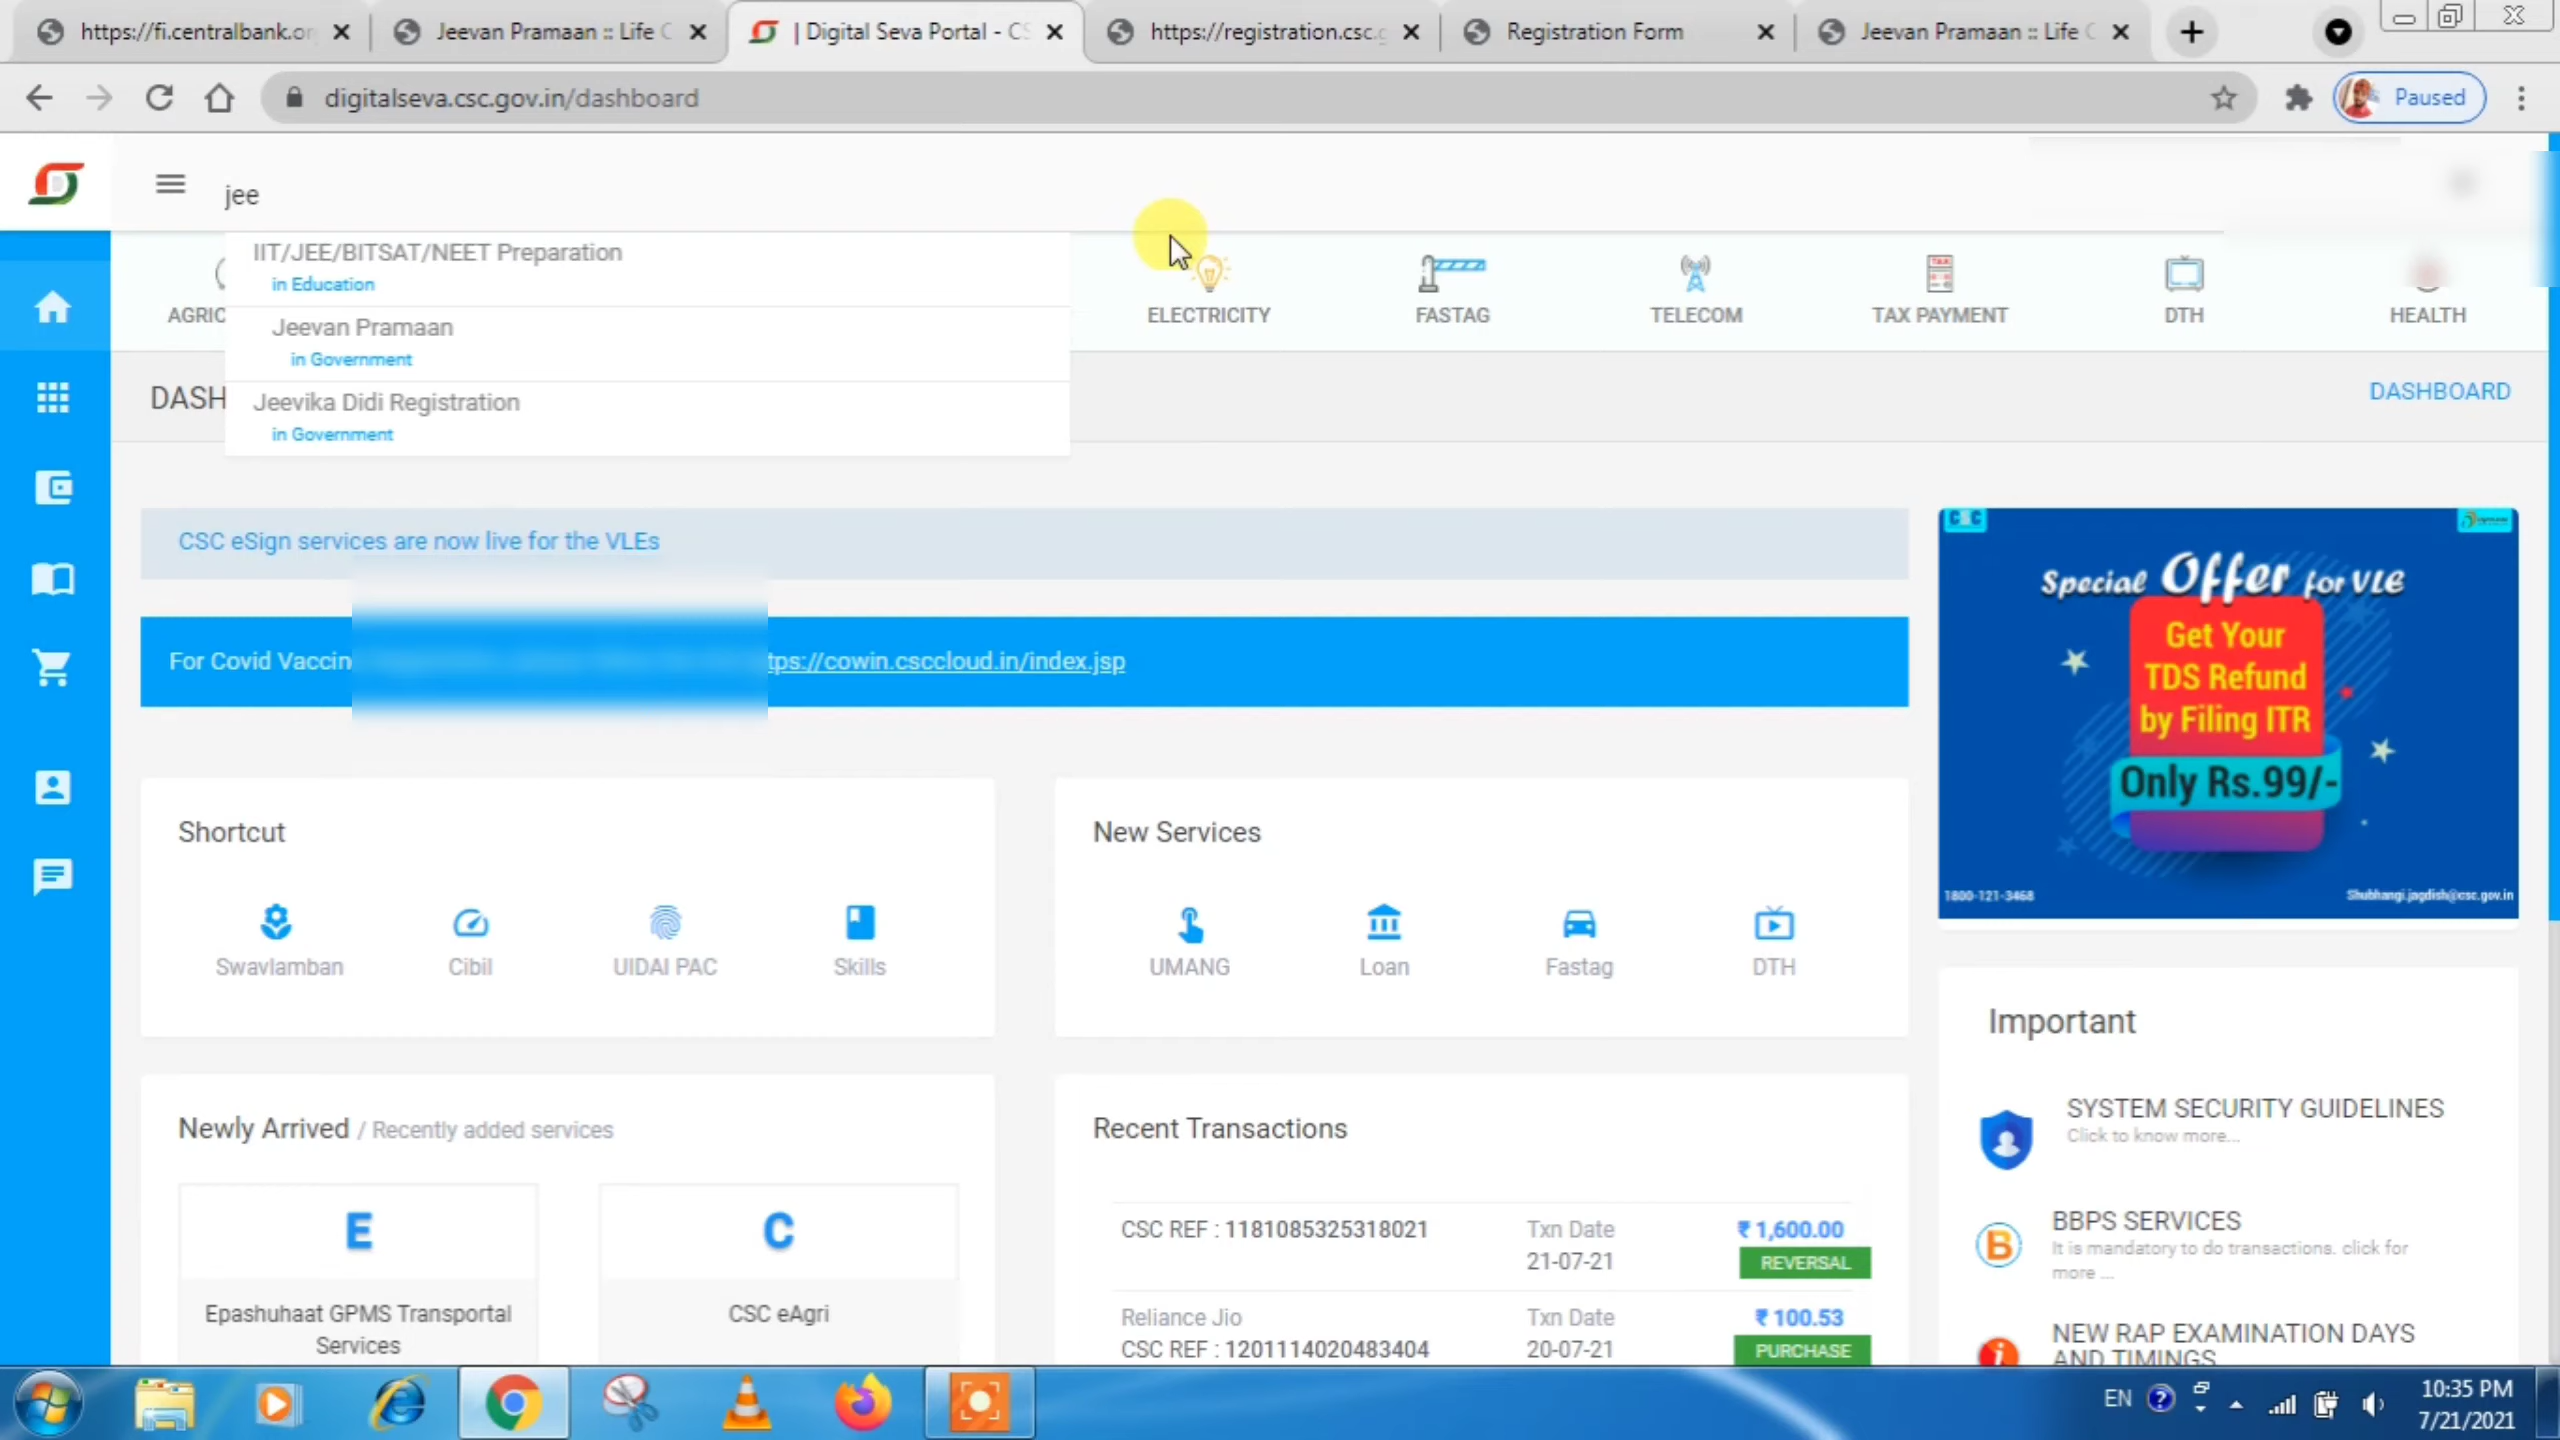 https://fi.centralbank.or
Jeevan Pramaan :: Life C
| Digital Seva Portal - CS
https://registration.csc.g
Registration Form
Jeevan Pramaan :: Life C
digitalseva.csc.gov.in/dashboard
Paused
jee
IIT/JEE/BITSAT/NEET Preparation
in Education
Jeevan Pramaan
in Government
Jeevika Didi Registration
in Government
AGRIC
ELECTRICITY
FASTAG
TELECOM
TAX PAYMENT
DTH
HEALTH
DASH
DASHBOARD
CSC eSign services are now live for the VLEs
For Covid Vaccin
tps://cowin.csccloud.in/index.jsp
CSC
Special Offer for VLE
Get Your
TDS Refund
by Filing ITR
Only Rs.99/-
1800-121-3468
Shubhangi.jagdish@csc.gov.in
Shortcut
Swavlamban
Cibil
UIDAI PAC
Skills
New Services
UMANG
Loan
Fastag
DTH
Important
SYSTEM SECURITY GUIDELINES
Click to know more...
BBPS SERVICES
It is mandatory to do transactions. click for
more ...
NEW RAP EXAMINATION DAYS
AND TIMINGS
Newly Arrived / Recently added services
E
Epashuhaat GPMS Transportal
Services
C
CSC eAgri
Recent Transactions
CSC REF : 1181085325318021
Txn Date
21-07-21
₹ 1,600.00
REVERSAL
Reliance Jio
CSC REF : 1201114020483404
Txn Date
20-07-21
₹ 100.53
PURCHASE
EN
10:35 PM
7/21/2021